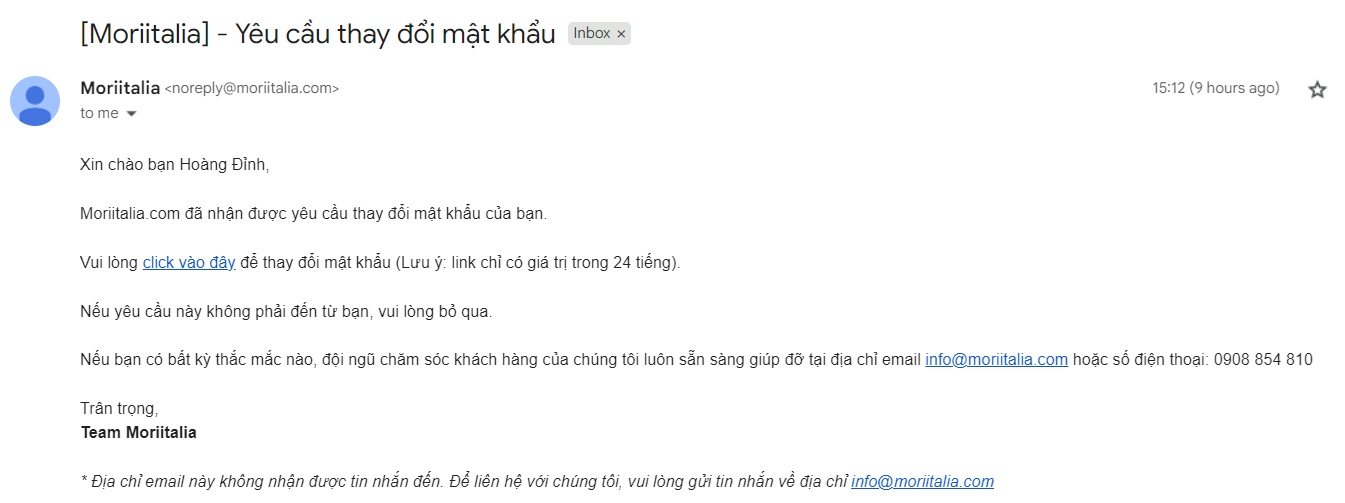 [Moriitalia] - Yêu cầu thay đổi mật khẩu Inbox ×
Moriitalia <noreply@moriitalia.com> 15:12 (9 hours ago)
to me
Xin chào bạn Hoàng Đỉnh,
Moriitalia.com đã nhận được yêu cầu thay đổi mật khẩu của bạn.
Vui lòng click vào đây để thay đổi mật khẩu (Lưu ý: link chỉ có giá trị trong 24 tiếng).
Nếu yêu cầu này không phải đến từ bạn, vui lòng bỏ qua.
Nếu bạn có bất kỳ thắc mắc nào, đội ngũ chăm sóc khách hàng của chúng tôi luôn sẵn sàng giúp đỡ tại địa chỉ email info@moriitalia.com hoặc số điện thoại: 0908 854 810
Trân trọng,
Team Moriitalia
* Địa chỉ email này không nhận được tin nhắn đến. Để liên hệ với chúng tôi, vui lòng gửi tin nhắn về địa chỉ info@moriitalia.com